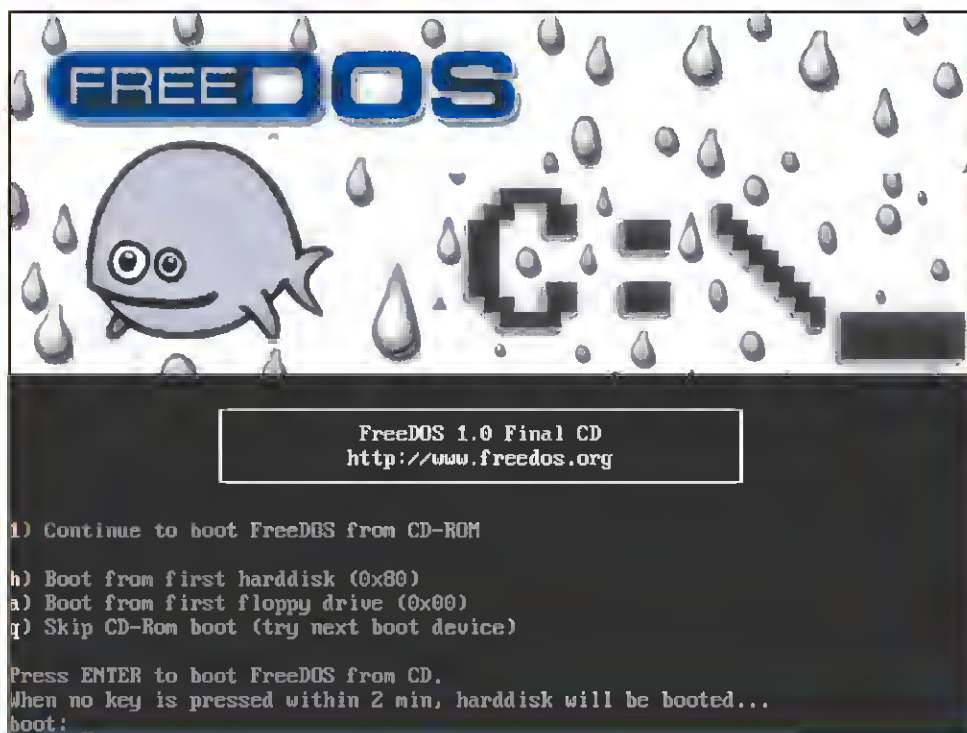 FREEDOS
C:\_
FreeDOS 1.0 Final CD
http://www.freedos.org
1) Continue to boot FreeDOS from CD-ROM
h) Boot from first harddisk (0x80)
a) Boot from first floppy drive (0x00)
q) Skip CD-Rom boot (try next boot device)
Press ENTER to boot FreeDOS from CD.
When no key is pressed within 2 min, harddisk will be booted...
boot: